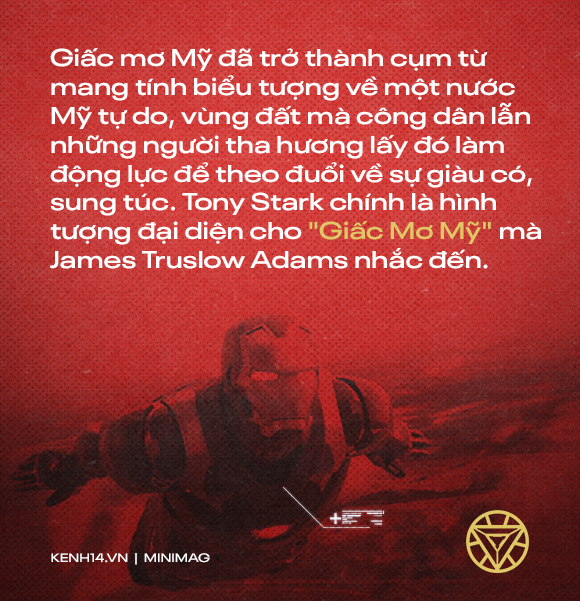 Giấc mơ Mỹ đã trở thành cụm từ
mang tính biểu tượng về một nước
Mỹ tự do, vùng đất mà công dân lẫn
những người tha hương lấy đó làm
động lực để theo đuổi về sự giàu có,
sung túc. Tony Stark chính là hình
tượng đại diện cho "Giấc Mơ Mỹ" mà
James Truslow Adams nhắc đến.
KENH14.VN | MINIMAG